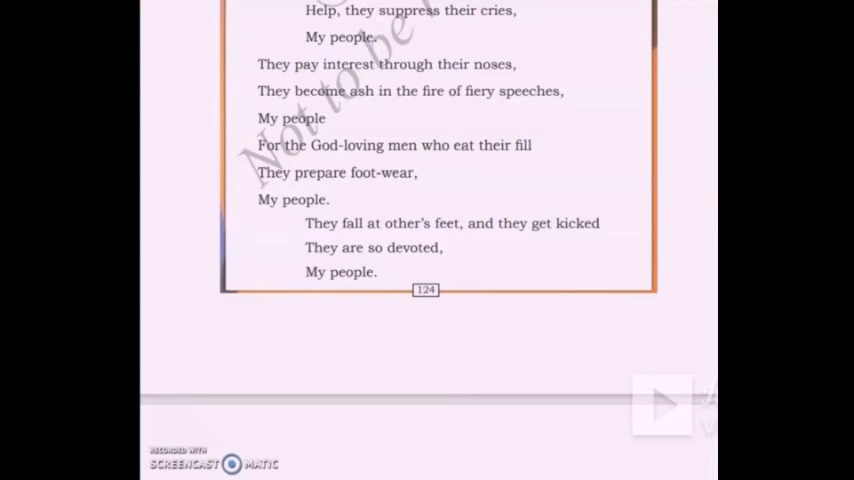 Help, they suppress their cries,
My people.
They pay interest through their noses,
They become ash in the fire of fiery speeches,
My people
For the God-loving men who eat their fill
They prepare foot-wear,
My people.
They fall at other's feet, and they get kicked
They are so devoted,
My people.
124
Not to be
RECORDED WITH
SCREENCAST MATIC